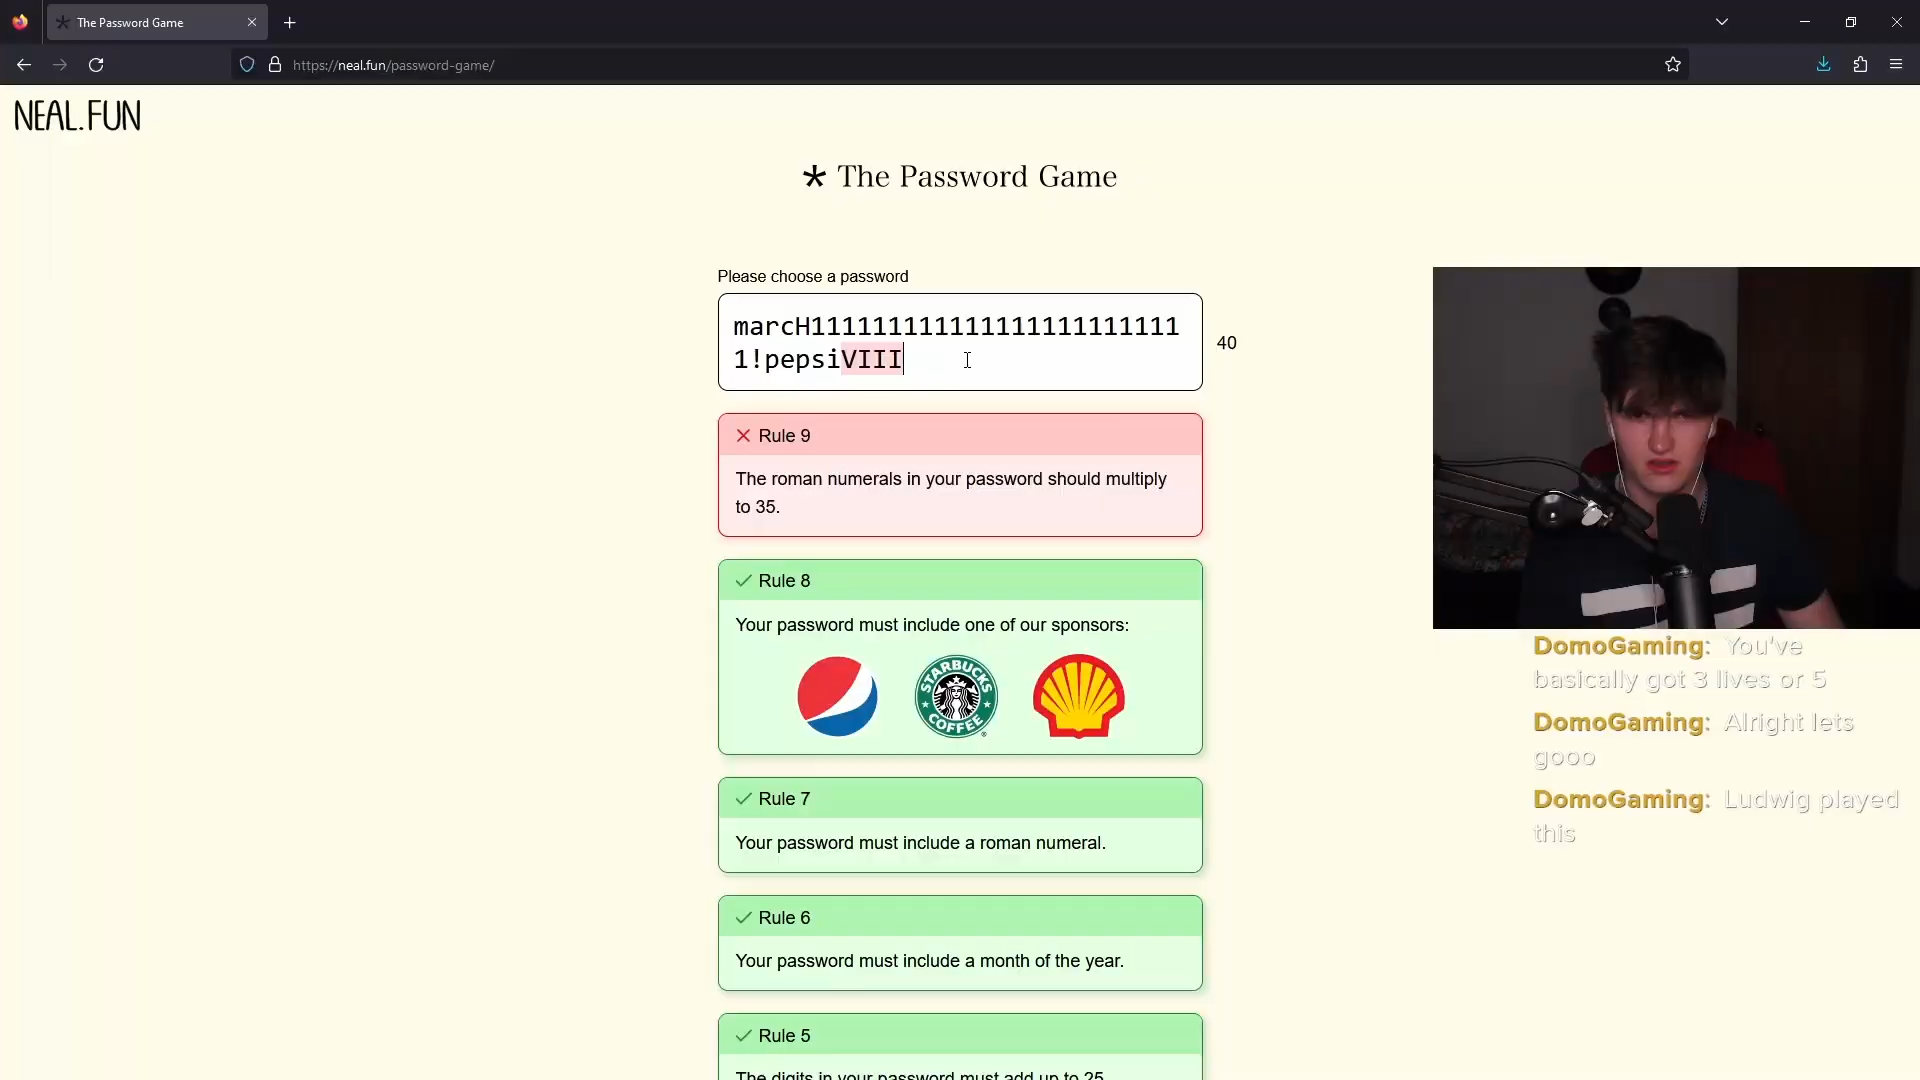 The Password Game
https://neal.fun/password-game/
NEAL.FUN
* The Password Game
Please choose a password
marcH111111111111111111111111
1!pepsiVIII
40
Rule 9
The roman numerals in your password should multiply
to 35.
Rule 8
Your password must include one of our sponsors:
STARBUCKS
COFFEE
Rule 7
Your password must include a roman numeral.
Rule 6
Your password must include a month of the year.
Rule 5
The digits in your password must add up to 25.
DomoGaming: You've
basically got 3 lives or 5
DomoGaming: Alright lets
gooo
DomoGaming: Ludwig played
this